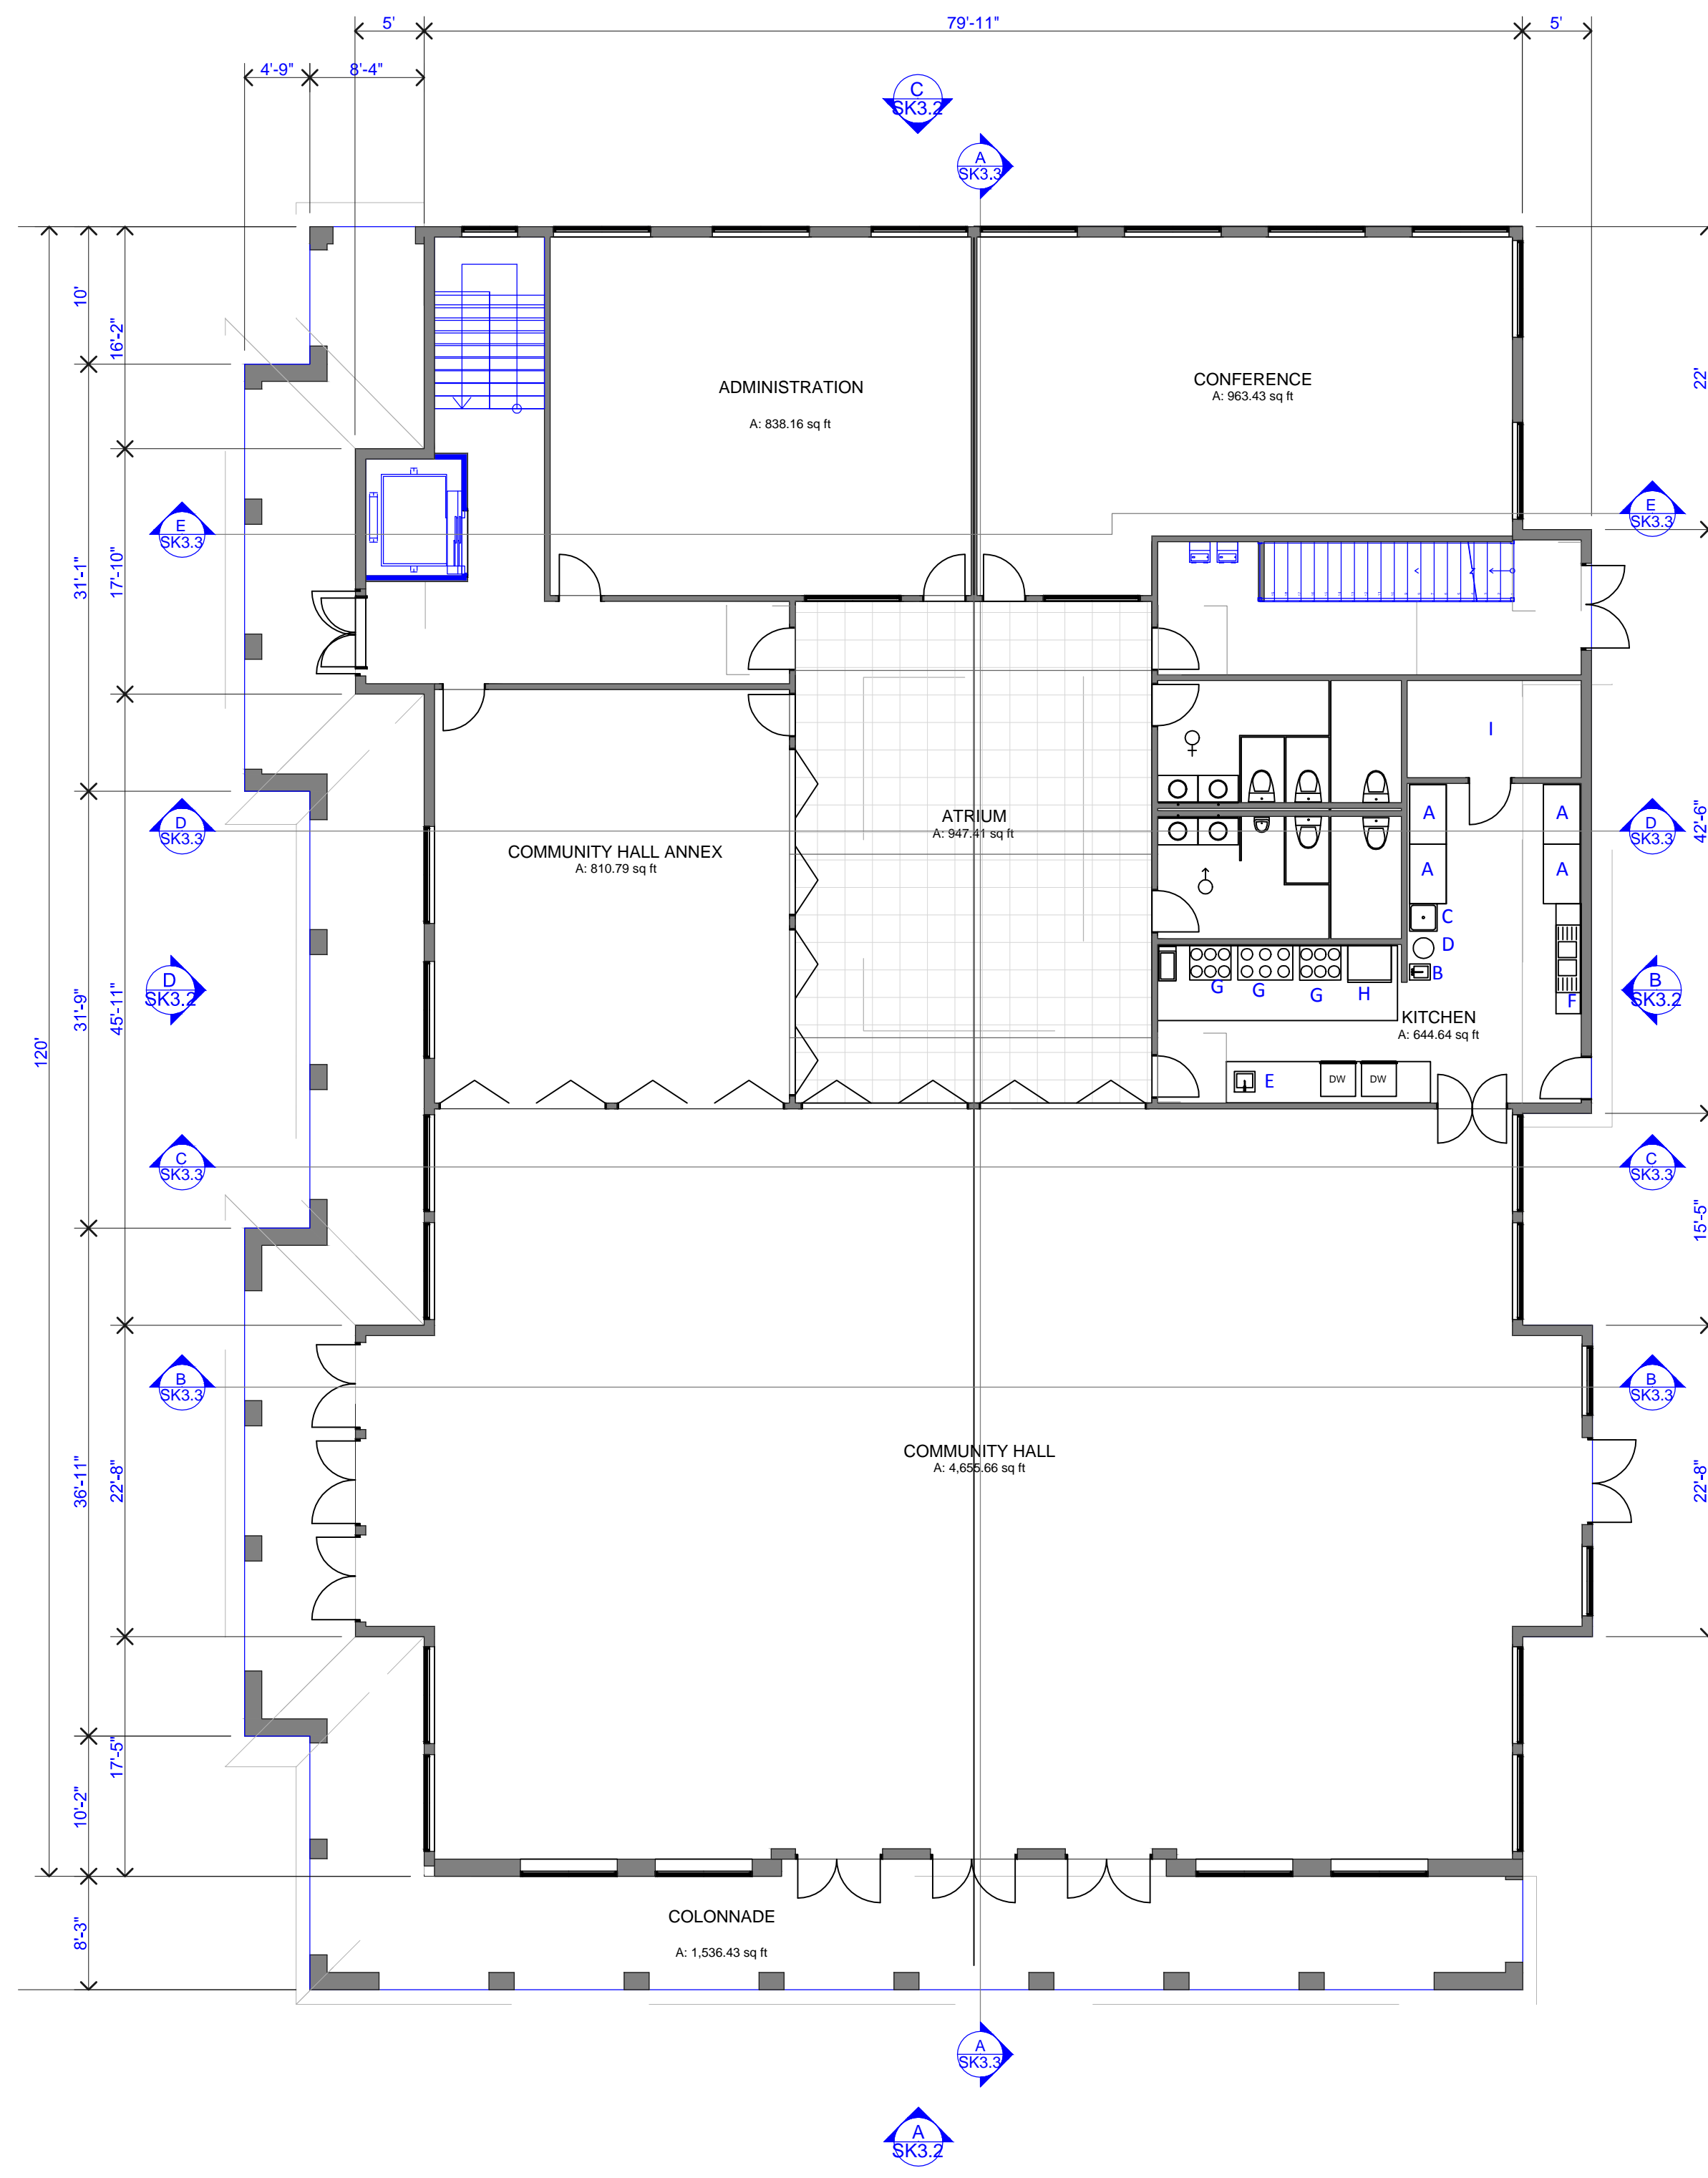 5'
79'-11"
5'
4'-9"
8'-4"
C
SK3.2
A
SK3.3
10'
16'-2"
22'
ADMINISTRATION
A: 838.16 sq ft
CONFERENCE
A: 963.43 sq ft
E
SK3.3
E
SK3.3
31'-1"
17'-10"
I
COMMUNITY HALL ANNEX
A: 810.79 sq ft
ATRIUM
A: 947.41 sq ft
A
A
A
A
D
SK3.3
D
SK3.3
42'-6"
C
D
B
F
G
G
G
H
D
SK3.2
B
SK3.2
KITCHEN
A: 644.64 sq ft
E
DW
DW
31'-9"
45'-11"
120'
C
SK3.3
C
SK3.3
15'-5"
B
SK3.3
B
SK3.3
COMMUNITY HALL
A: 4,655.66 sq ft
36'-11"
22'-8"
22'-8"
17'-5"
10'-2"
8'-3"
COLONNADE
A: 1,536.43 sq ft
A
SK3.3
A
SK3.2